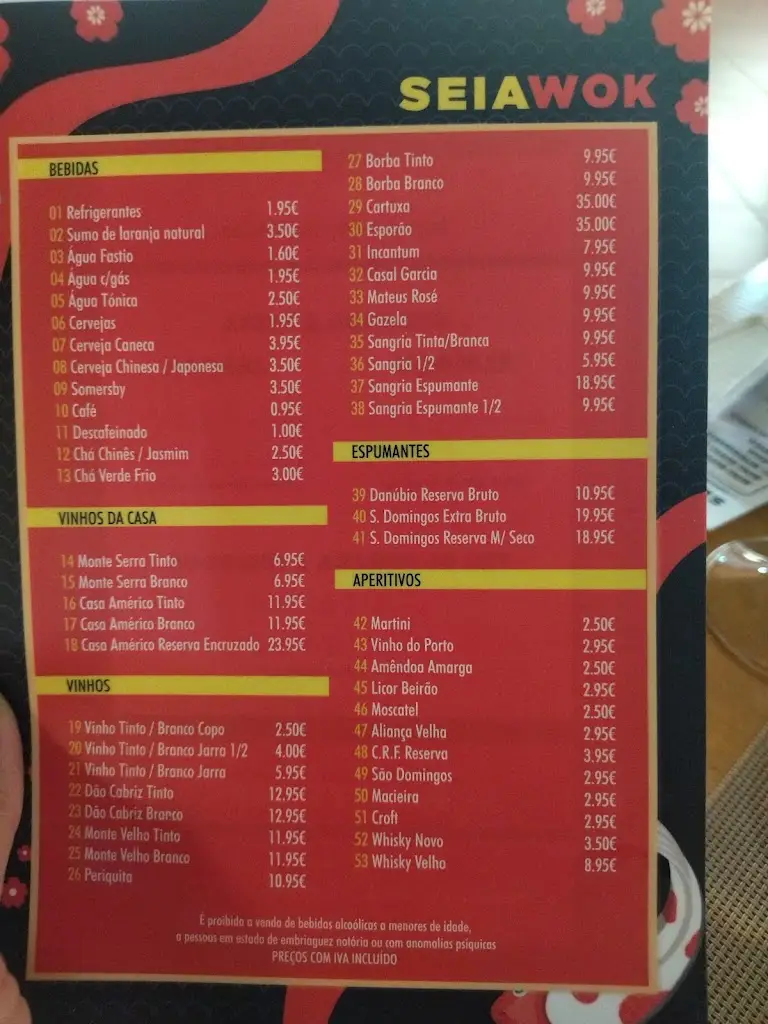 SEIAWOK
BEBIDAS
01 Refrigerantes 1.95€
02 Sumo de laranja natural 3.50€
03 Água Fastio 1.60€
04 Água c/gás 1.95€
05 Água Tónica 2.50€
06 Cervejas 1.95€
07 Cerveja Caneca 3.95€
08 Cerveja Chinesa / Japonesa 3.50€
09 Somersby 3.50€
10 Café 0.95€
11 Descafeinado 1.00€
12 Chá Chinês / Jasmim 2.50€
13 Chá Verde Frio 3.00€
VINHOS DA CASA
14 Monte Serra Tinto 6.95€
15 Monte Serra Branco 6.95€
16 Casa Américo Tinto 11.95€
17 Casa Américo Branco 11.95€
18 Casa Américo Reserva Encruzado 23.95€
VINHOS
19 Vinho Tinto / Branco Copo 2.50€
20 Vinho Tinto / Branco Jarra 1/2 4.00€
21 Vinho Tinto / Branco Jarra 5.95€
22 Dão Cabriz Tinto 12.95€
23 Dão Cabriz Branco 12.95€
24 Monte Velho Tinto 11.95€
25 Monte Velho Branco 11.95€
26 Periquita 10.95€
27 Borba Tinto 9.95€
28 Borba Branco 9.95€
29 Cartuxa 35.00€
30 Esporão 35.00€
31 Incantum 7.95€
32 Casal Garcia 9.95€
33 Mateus Rosé 9.95€
34 Gazela 9.95€
35 Sangria Tinta/Branca 9.95€
36 Sangria 1/2 5.95€
37 Sangria Espumante 18.95€
38 Sangria Espumante 1/2 9.95€
ESPUMANTES
39 Danúbio Reserva Bruto 10.95€
40 S. Domingos Extra Bruto 19.95€
41 S. Domingos Reserva M/ Seco 18.95€
APERITIVOS
42 Martini 2.50€
43 Vinho do Porto 2.95€
44 Amêndoa Amarga 2.50€
45 Licor Beirão 2.95€
46 Moscatel 2.50€
47 Aliança Velha 2.95€
48 C.R.F. Reserva 3.95€
49 São Domingos 2.95€
50 Macieira 2.95€
51 Croft 2.95€
52 Whisky Novo 3.50€
53 Whisky Velho 8.95€
É proibida a venda de bebidas alcoólicas a menores de idade,
a pessoas em estado de embriaguez notória ou com anomalias psíquicas
PREÇOS COM IVA INCLUÍDO